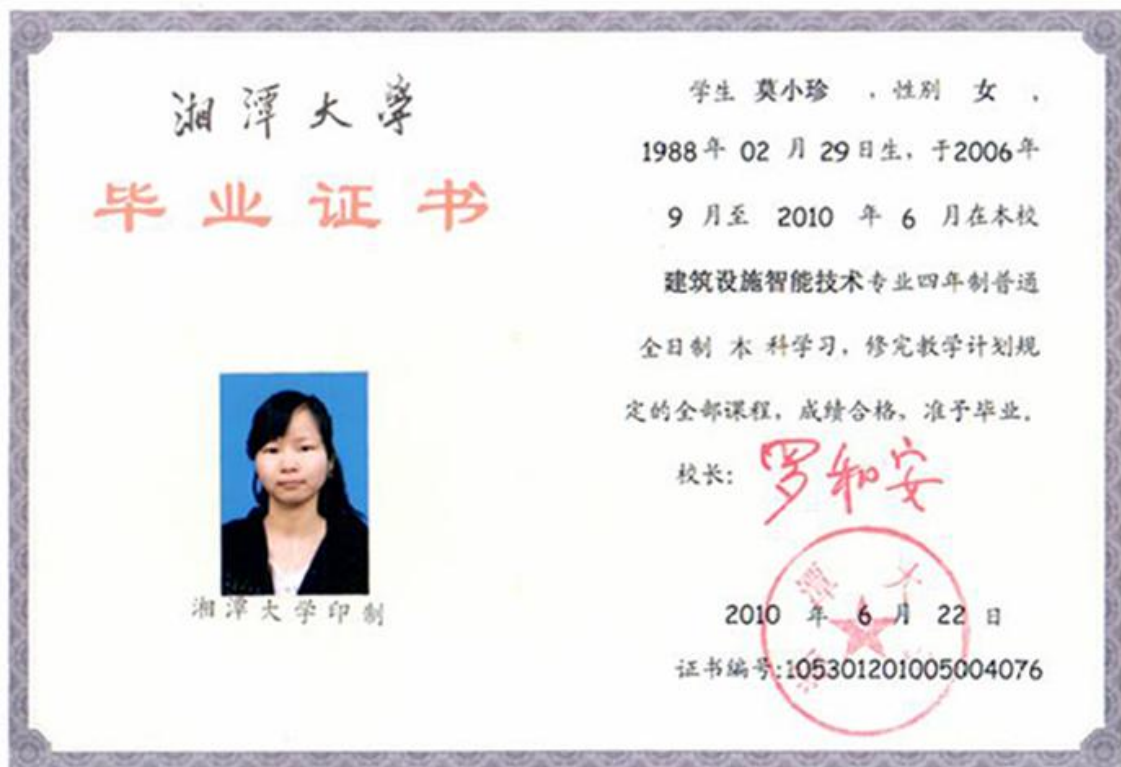 湘潭大学
毕业证书
湘潭大学印制
学生 莫小珍 ，性别 女 ，
1988年 02 月 29日生，于2006年
9 月至 2010 年 6 月在本校
建筑设施智能技术专业四年制普通
全日制 本 科学习，修完教学计划规
定的全部课程，成绩合格，准予毕业。
校长：罗和安
2010 年 6 月 22 日
证书编号:105301201005004076